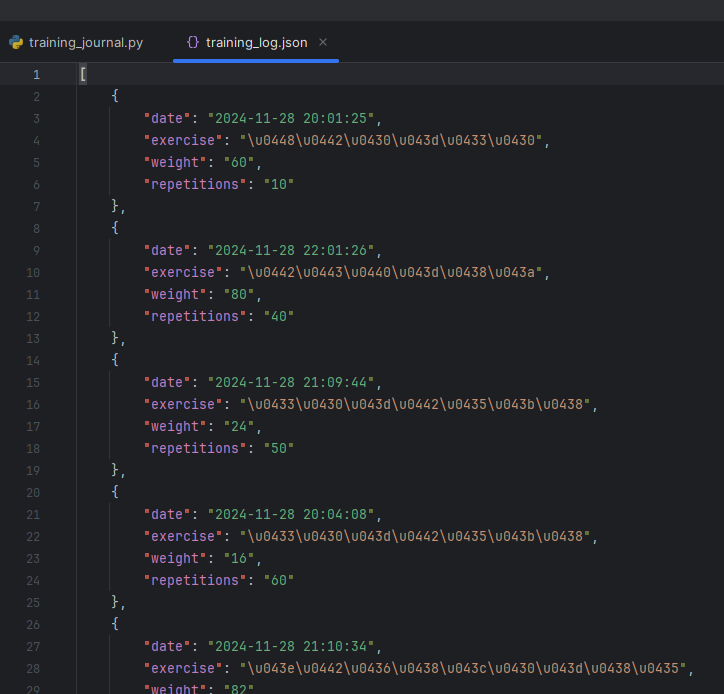 training_journal.py {} training_log.json ×
1 [
2 {
3 "date": "2024-11-28 20:01:25",
4 "exercise": "\u0448\u0442\u0430\u043d\u0433\u0430",
5 "weight": "60",
6 "repetitions": "10"
7 },
8 {
9 "date": "2024-11-28 22:01:26",
10 "exercise": "\u0442\u0443\u0440\u043d\u0438\u043a",
11 "weight": "80",
12 "repetitions": "40"
13 },
14 {
15 "date": "2024-11-28 21:09:44",
16 "exercise": "\u0433\u0430\u043d\u0442\u0435\u043b\u0438",
17 "weight": "24",
18 "repetitions": "50"
19 },
20 {
21 "date": "2024-11-28 20:04:08",
22 "exercise": "\u0433\u0430\u043d\u0442\u0435\u043b\u0438",
23 "weight": "16",
24 "repetitions": "60"
25 },
26 {
27 "date": "2024-11-28 21:10:34",
28 "exercise": "\u043e\u0442\u0436\u0438\u043c\u0430\u043d\u0438\u0435",
29 "weight": "82"